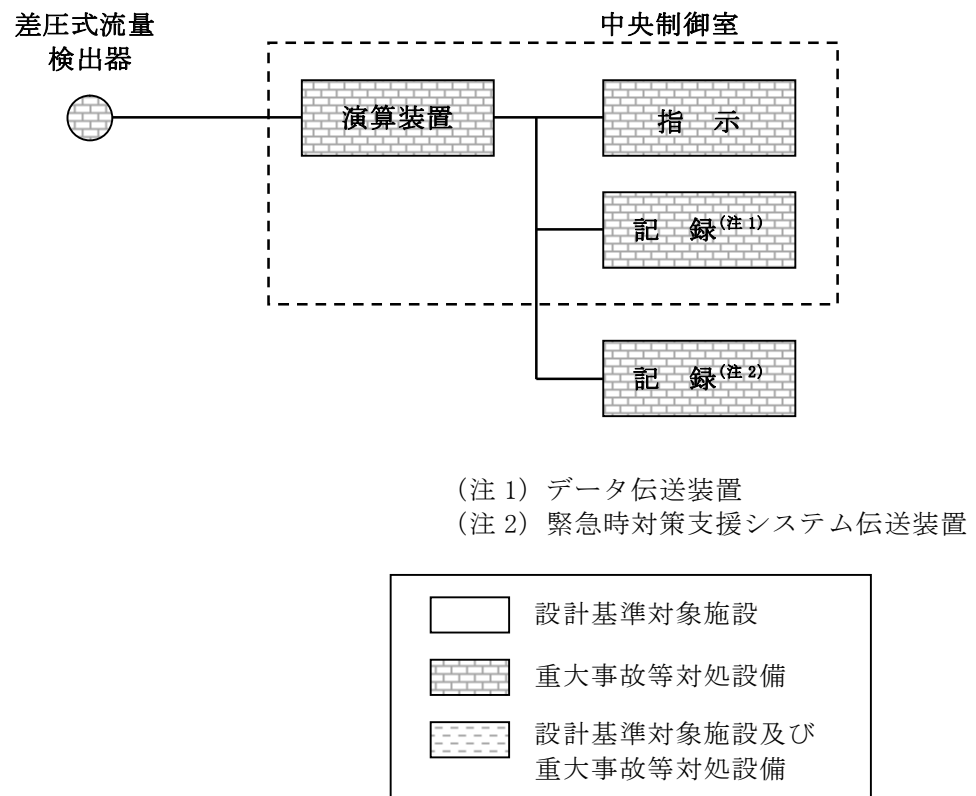 差圧式流量
検出器
中央制御室
演算装置
指 示
記 録(注1)
記 録(注2)
(注 1) データ伝送装置
(注 2) 緊急時対策支援システム伝送装置
設計基準対象施設
重大事故等対処設備
設計基準対象施設及び
重大事故等対処設備